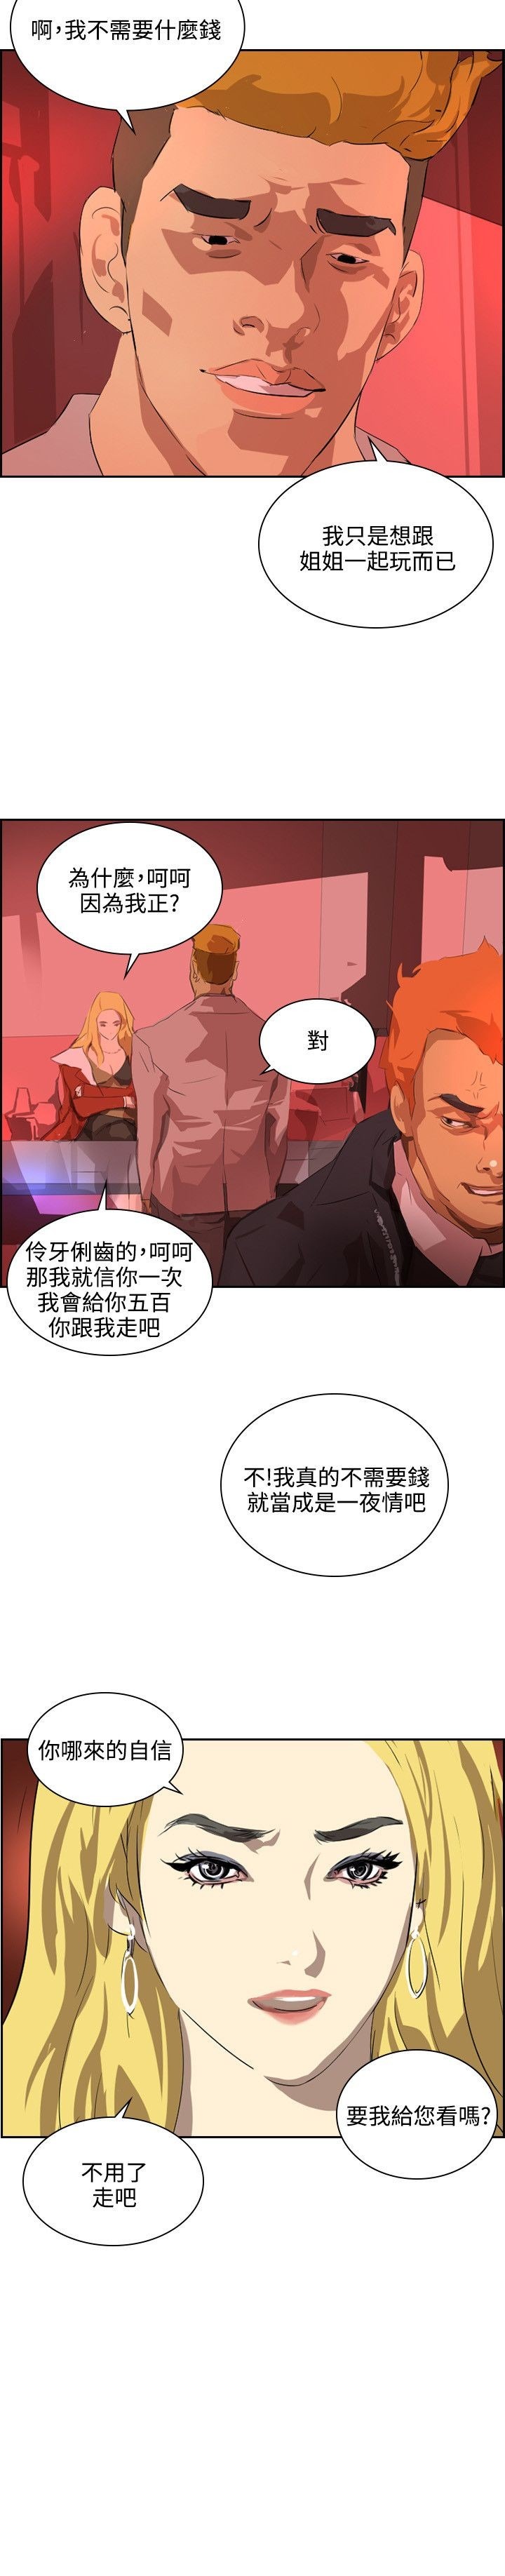 啊，我不需要什麼錢
我只是想跟
姐姐一起玩而已
為什麼，呵呵
因為我正?
對
伶牙俐齒的，呵呵
那我就信你一次
我會給你五百
你跟我走吧
不!我真的不需要錢
就當成是一夜情吧
你哪來的自信
要我給您看嗎?
不用了
走吧